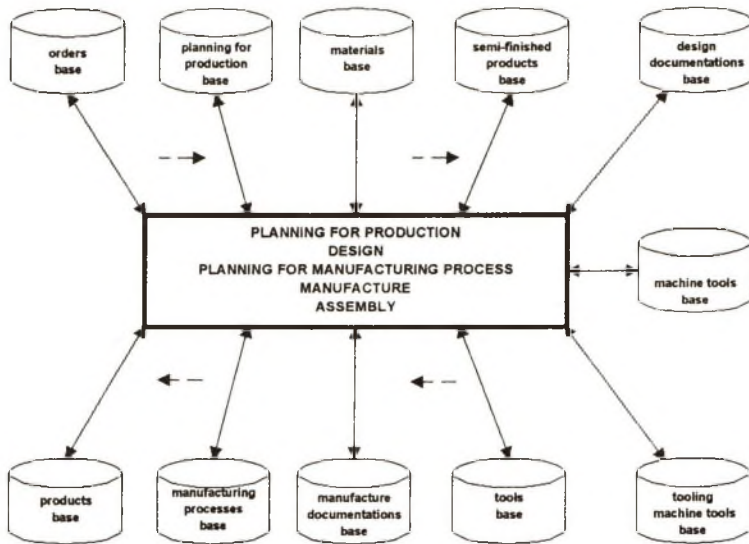 orders
base
planning for
production
base
materials
base
semi-finished
products
base
design
documentations
base
PLANNING FOR PRODUCTION
DESIGN
PLANNING FOR MANUFACTURING PROCESS
MANUFACTURE
ASSEMBLY
machine tools
base
products
base
manufacturing
processes
base
manufacture
documentations
base
tools
base
tooling
machine tools
base